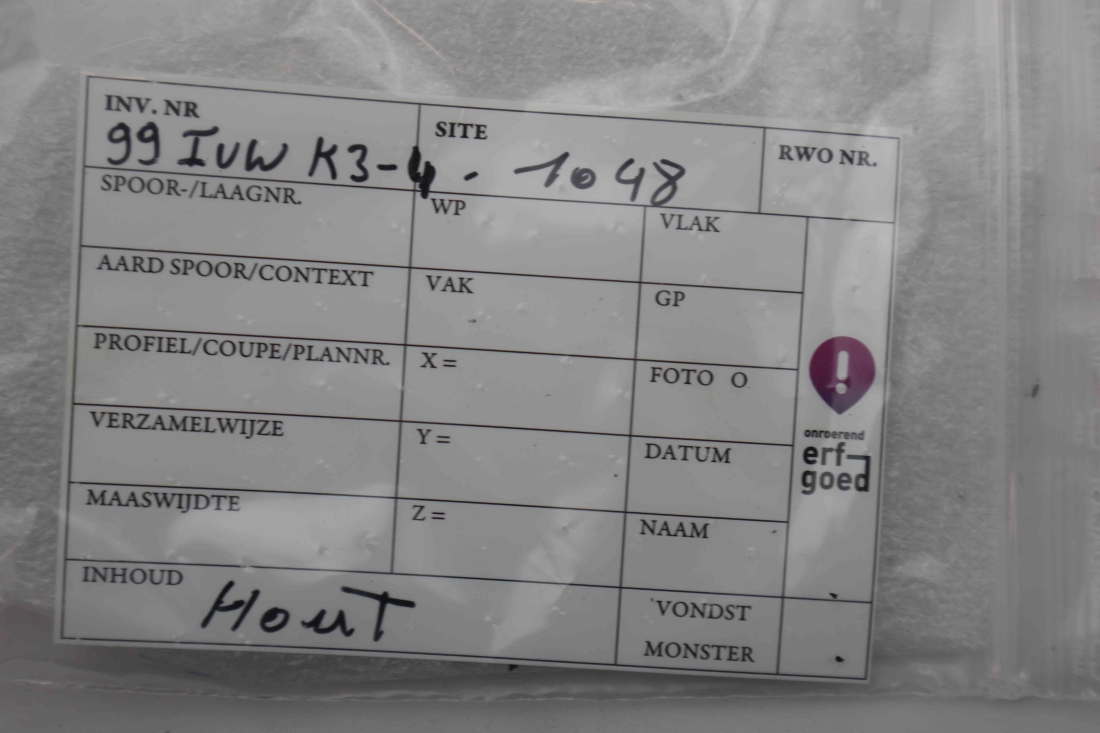 INV. NR SITE RWO NR.
99 IUW K3-4 . 1048
SPOOR-/LAAGNR. WP VLAK
AARD SPOOR/CONTEXT VAK GP
PROFIEL/COUPE/PLANNR. X = FOTO O
VERZAMELWIJZE Y = DATUM
MAASWIJDTE Z = NAAM
INHOUD HouT VONDST
MONSTER
onroerend
erf-
goed